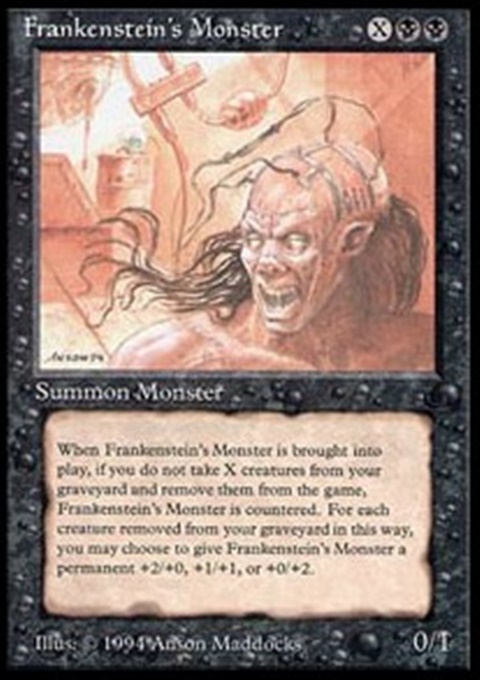 Frankenstein's Monster X
Summon Monster
When Frankenstein's Monster is brought into
play, if you do not take X creatures from your
graveyard and remove them from the game,
Frankenstein's Monster is countered. For each
creature removed from your graveyard in this way,
you may choose to give Frankenstein's Monster a
permanent +2/+0, +1/+1, or +0/+2.
Illus: © 1994 Anson Maddocks 0/1